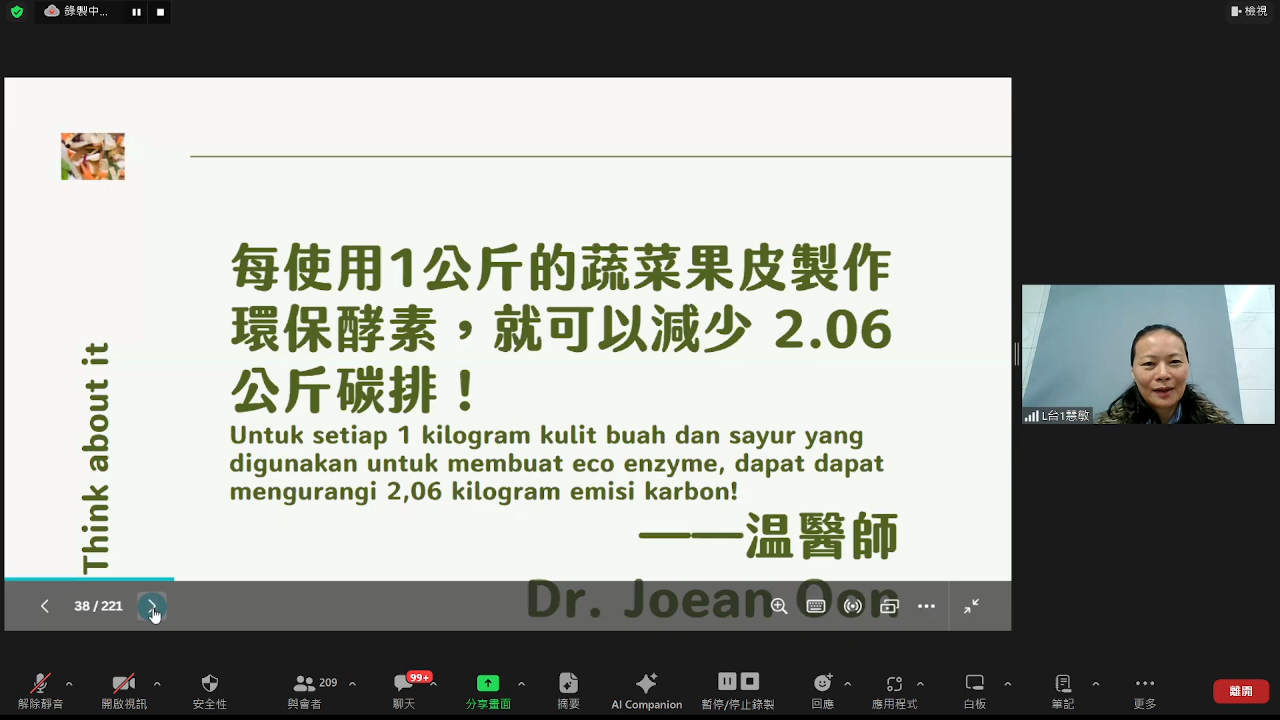 錄製中...
檢視
每使用1公斤的蔬菜果皮製作
環保酵素，就可以減少 2.06
公斤碳排！
Untuk setiap 1 kilogram kulit buah dan sayur yang
digunakan untuk membuat eco enzyme, dapat dapat
mengurangi 2,06 kilogram emisi karbon!
——温醫師
Dr. Joean Oon
Think about it
38 / 221
L台1慧敏
解除靜音
開啟視訊
安全性
209
與會者
99+
聊天
分享畫面
摘要
AI Companion
暫停/停止錄製
回應
應用程式
白板
筆記
更多
離開